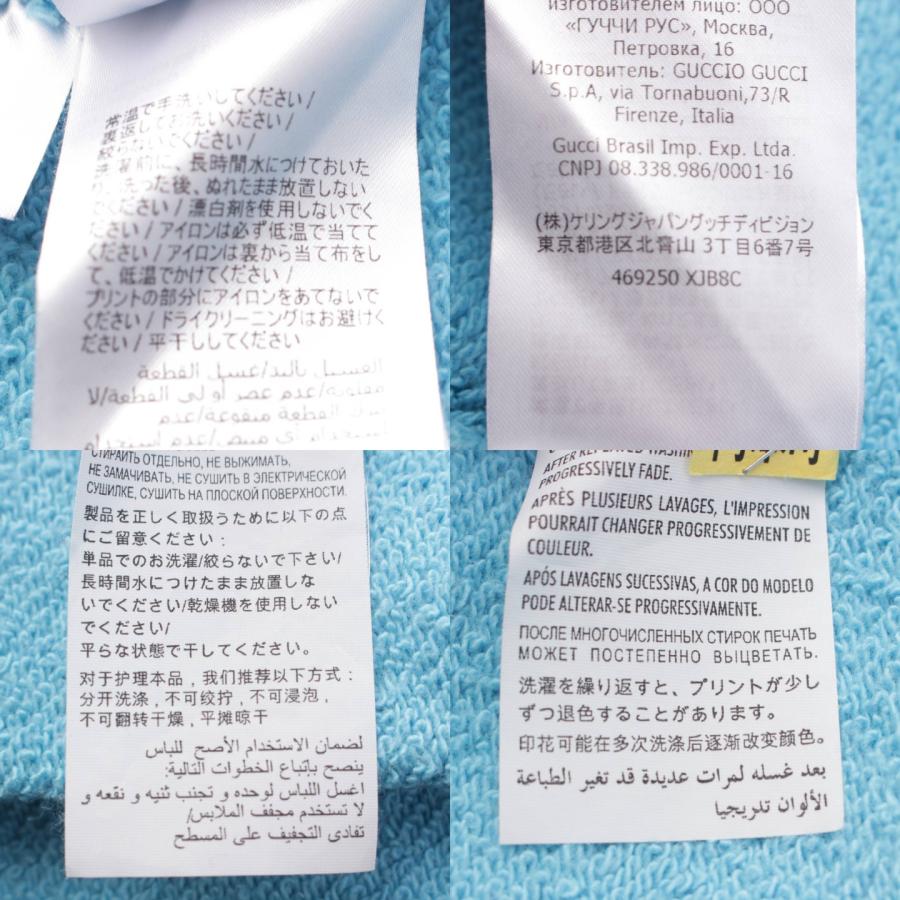 常温で手洗いしてください/
裏返してお洗いください/
絞らないでください/
洗濯前に、長時間水につけておいた
り、洗った後、ぬれたまま放置しない
でください / 漂白剤を使用しないでく
ださい / アイロンは必ず低温で当てて
ください / アイロンは裏から当て布をし
て、低温でかけてください /
プリントの部分にアイロンをあてないで
ください / ドライクリーニングはお避けく
ださい / 平干ししてください
изготовителем лицо: ООО
«ГУЧЧИ РУС», Москва,
Петровка, 16
Изготовитель: GUCCIO GUCCI
S.p.A, via Tornabuoni,73/R
Firenze, Italia
Gucci Brasil Imp. Exp. Ltda.
CNPJ 08.338.986/0001-16
(株)ケリングジャパングッチディビジョン
東京都港区北青山 3丁目6番7号
469250 XJB8C
СТИРАТЬ ОТДЕЛЬНО, НЕ ВЫЖИМАТЬ,
НЕ ЗАМАЧИВАТЬ, НЕ СУШИТЬ В ЭЛЕКТРИЧЕСКОЙ
СУШИЛКЕ, СУШИТЬ НА ПЛОСКОЙ ПОВЕРХНОСТИ.
製品を正しく取扱うために以下の点
にご留意ください :
単品でのお洗濯/絞らないで下さい/
長時間水につけたまま放置しな
いでください/乾燥機を使用しない
でください/
平らな状態で干してください。
对于护理本品 , 我们推荐以下方式 :
分开洗涤 , 不可绞拧 , 不可浸泡 ,
不可翻转干燥 , 平摊晾干
لضمان الاستخدام الأصح للباس
ينصح بإتباع الخطوات التالية:
اغسل اللباس لوحده و تجنب ثنيه و نقعه و
لا تستخدم مجفف الملابس/
تفادى التجفيف على المسطح
AFTER REPEATED
PROGRESSIVELY FADE.
APRÈS PLUSIEURS LAVAGES, L'IMPRESSION
POURRAIT CHANGER PROGRESSIVEMENT DE
COULEUR.
APÓS LAVAGENS SUCESSIVAS, A COR DO MODELO
PODE ALTERAR-SE PROGRESSIVAMENTE.
ПОСЛЕ МНОГОЧИСЛЕННЫХ СТИРОК ПЕЧАТЬ
МОЖЕТ ПОСТЕПЕННО ВЫЦВЕТАТЬ.
洗濯を繰り返すと、プリントが少し
ずつ退色することがあります。
印花可能在多次洗涤后逐渐改变颜色。
بعد غسله لمرات عديدة قد تغير الطباعة
الألوان تدريجيا